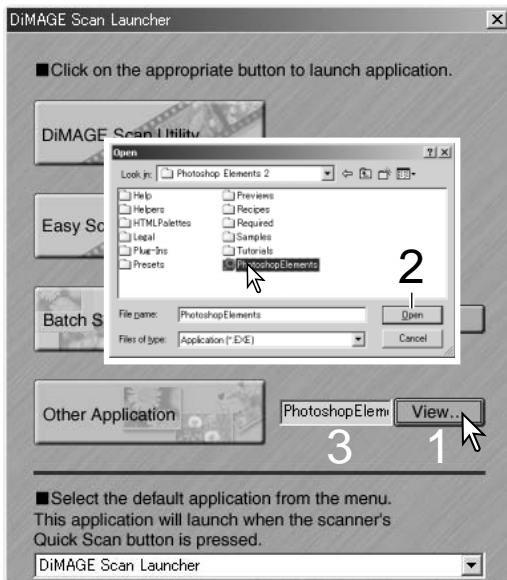 DiMAGE Scan Launcher
■Click on the appropriate button to launch application.
DiMAGE Scan Utility
Open
Look in: Photoshop Elements 2
Help
Helpers
HTMLPalettes
Legal
Plug-Ins
Presets
Previews
Recipes
Required
Samples
Tutorials
PhotoshopElements
2
File name: PhotoshopElements Open
Files of type: Application (*.EXE) Cancel
Easy Sc
Batch S
Other Application PhotoshopElem View...
3 1
■Select the default application from the menu.
This application will launch when the scanner's
Quick Scan button is pressed.
DiMAGE Scan Launcher